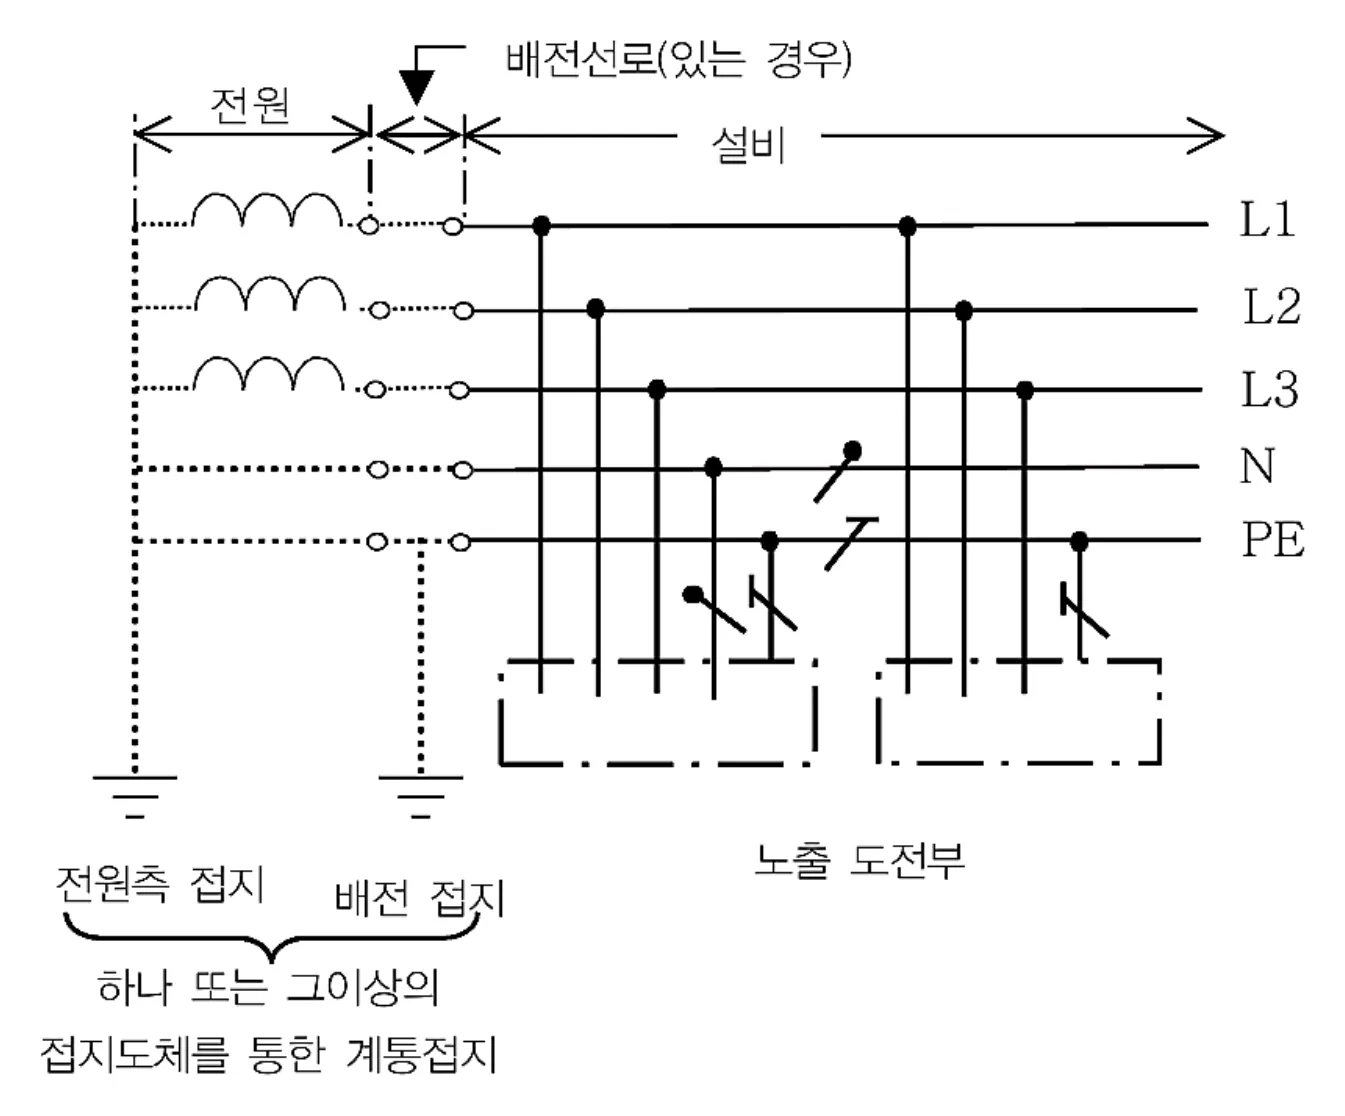 배전선로(있는 경우)
전원
설비
L1
L2
L3
N
PE
노출 도전부
전원측 접지
배전 접지
하나 또는 그이상의
접지도체를 통한 계통접지